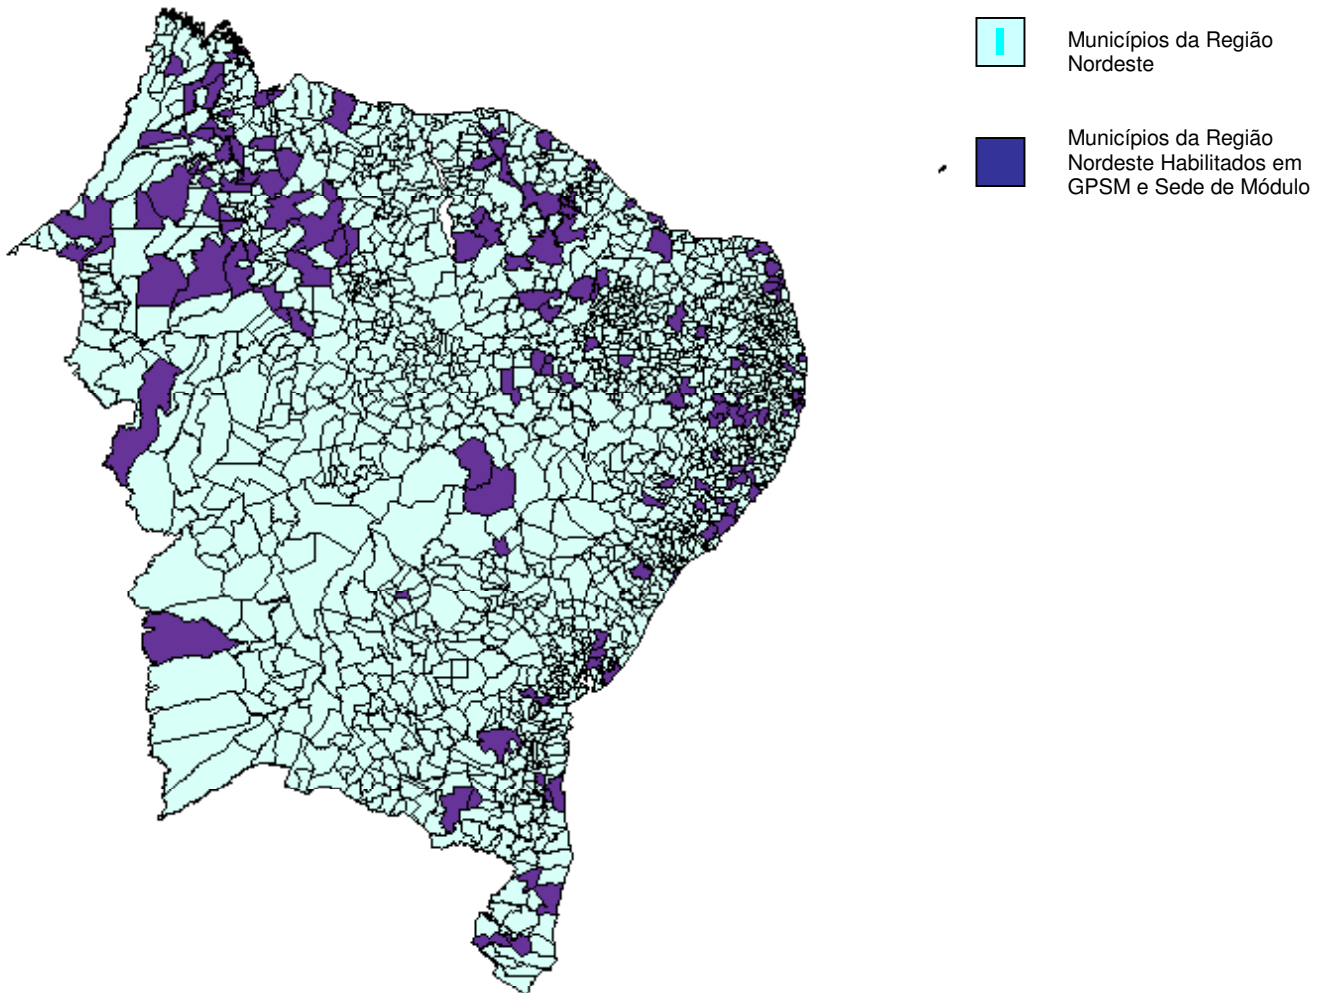 Municípios da Região
Nordeste
Municípios da Região
Nordeste Habilitados em
GPSM e Sede de Módulo